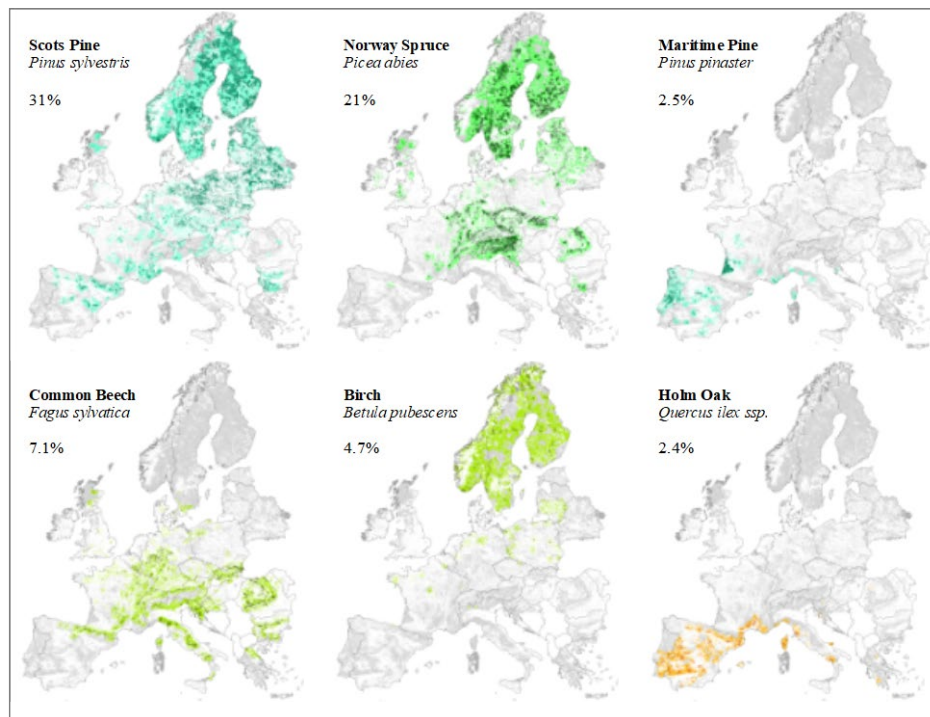 Scots Pine
Pinus sylvestris
31%
Norway Spruce
Picea abies
21%
Maritime Pine
Pinus pinaster
2.5%
Common Beech
Fagus sylvatica
7.1%
Birch
Betula pubescens
4.7%
Holm Oak
Quercus ilex ssp.
2.4%